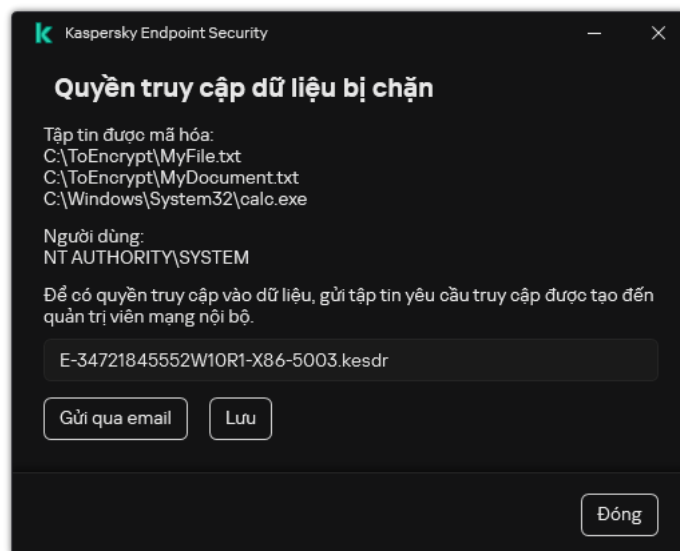 Kaspersky Endpoint Security
Quyền truy cập dữ liệu bị chặn
Tập tin được mã hóa:
C:\ToEncrypt\MyFile.txt
C:\ToEncrypt\MyDocument.txt
C:\Windows\System32\calc.exe
Người dùng:
NT AUTHORITY\SYSTEM
Để có quyền truy cập vào dữ liệu, gửi tập tin yêu cầu truy cập được tạo đến
quản trị viên mạng nội bộ.
E-34721845552W10R1-X86-5003.kesdr
Gửi qua email
Lưu
Đóng